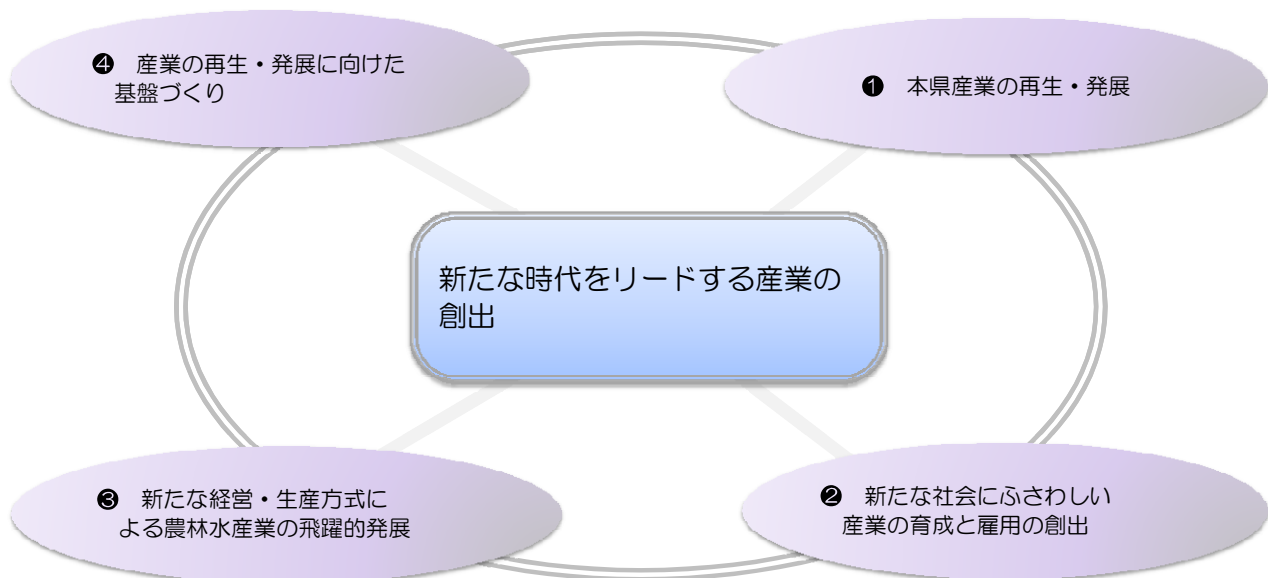 ❹ 産業の再生・発展に向けた
基盤づくり
❶ 本県産業の再生・発展
新たな時代をリードする産業の
創出
❸ 新たな経営・生産方式に
よる農林水産業の飛躍的発展
❷ 新たな社会にふさわしい
産業の育成と雇用の創出